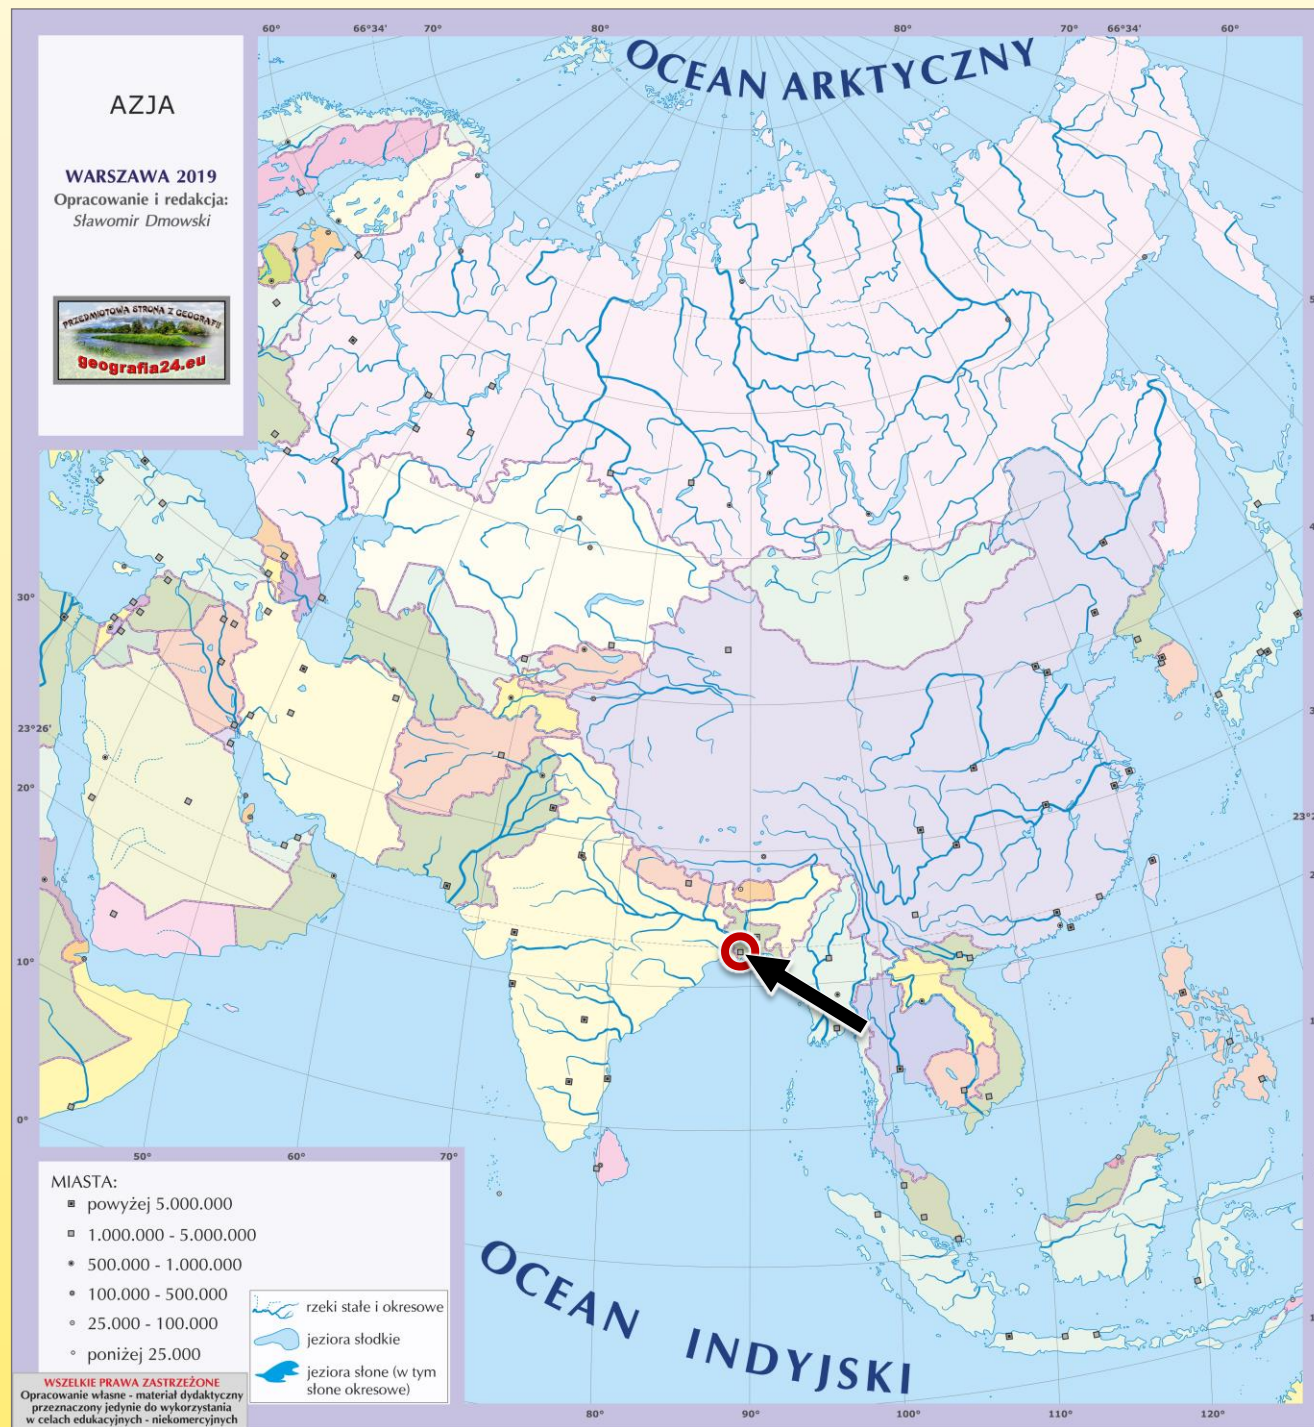 60°
66°34'
70°
80°
80°
70°
66°34'
60°
AZJA
WARSZAWA 2019
Opracowanie i redakcja:
Sławomir Dmowski
PRZEDMIOTOWA STRONA Z GEOGRAFII
geografia24.eu
OCEAN ARKTYCZNY
30°
23°26'
20°
10°
0°
50°
60°
70°
MIASTA:
powyżej 5.000.000
1.000.000 - 5.000.000
500.000 - 1.000.000
100.000 - 500.000
25.000 - 100.000
poniżej 25.000
rzeki stałe i okresowe
jeziora słodkie
jeziora słone (w tym
słone okresowe)
OCEAN INDYJSKI
WSZELKIE PRAWA ZASTRZEŻONE
Opracowanie własne - materiał dydaktyczny
przeznaczony jedynie do wykorzystania
w celach edukacyjnych - niekomercyjnych
80°
90°
100°
110°
120°